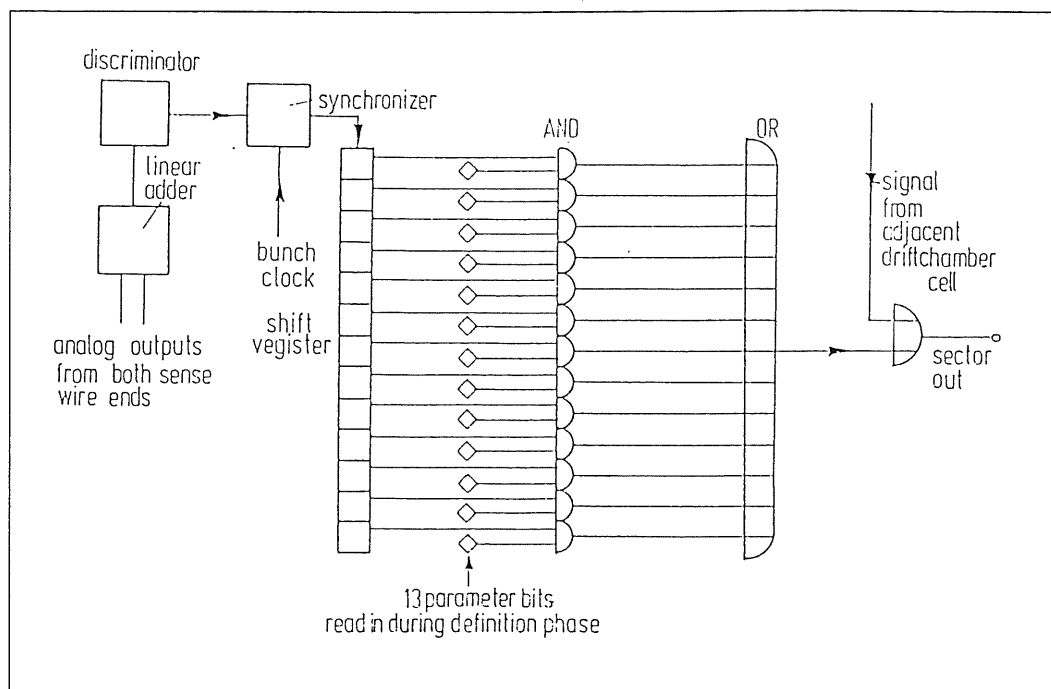 discriminator
synchronizer
linear
adder
bunch
clock
shift
vegister
analog outputs
from both sense
wire ends
AND
OR
signal
from
adjacent
driftchamber
cell
sector
out
13 parameter bits
read in during definition phase